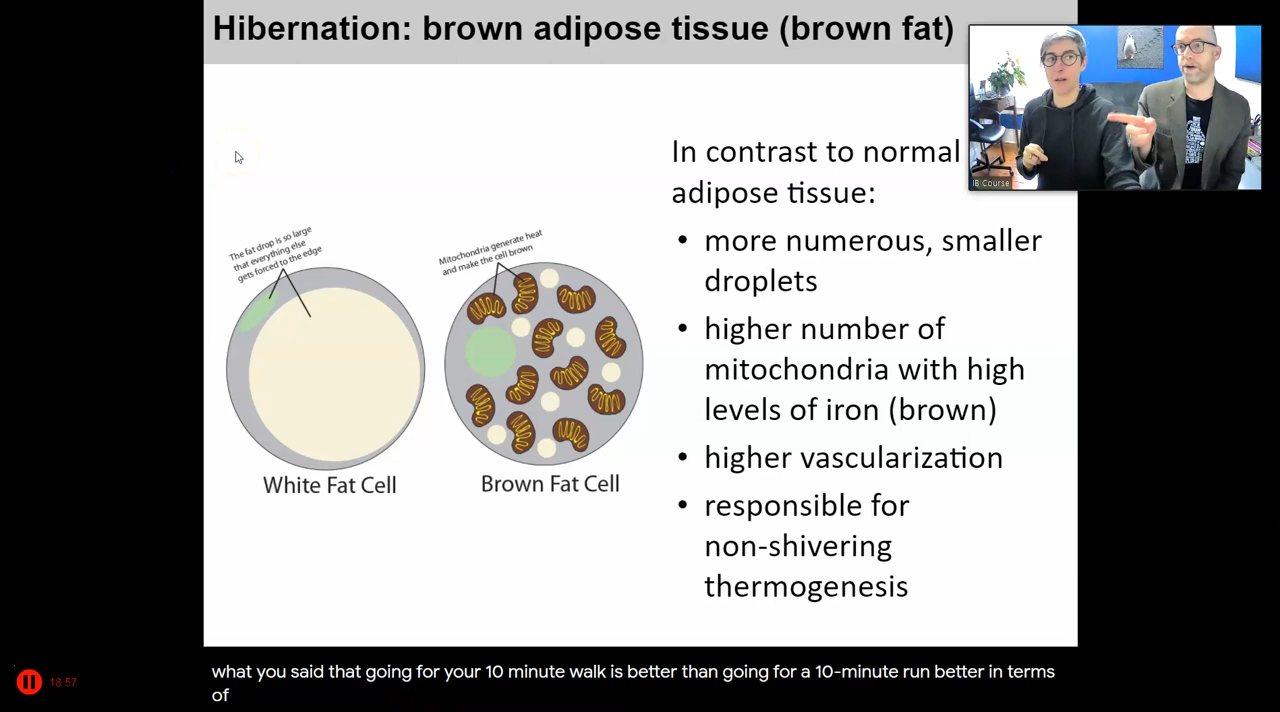 Hibernation: brown adipose tissue (brown fat)
IB Course
In contrast to normal
adipose tissue:
• more numerous, smaller
droplets
• higher number of
mitochondria with high
levels of iron (brown)
• higher vascularization
• responsible for
non-shivering
thermogenesis
The fat drop is so large
that everything else
gets forced to the edge
Mitochondria generate heat
and make the cell brown
White Fat Cell
Brown Fat Cell
18:57
what you said that going for your 10 minute walk is better than going for a 10-minute run better in terms
of